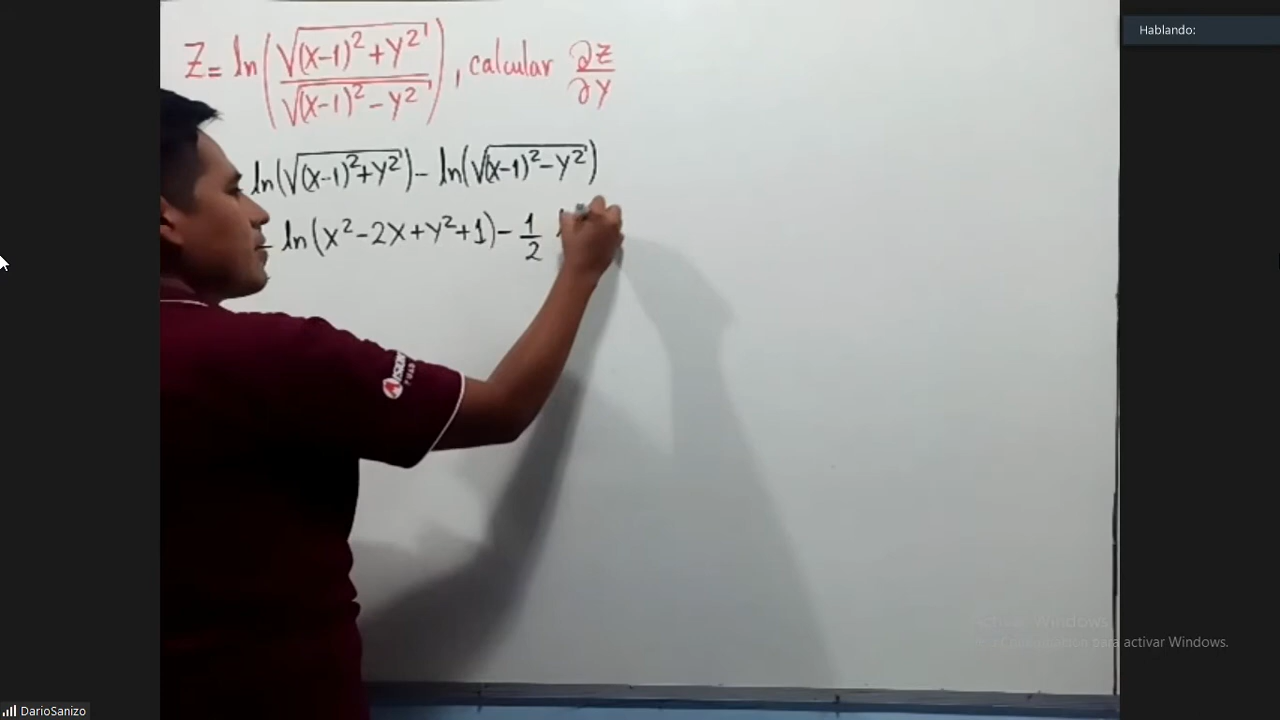 Hablando:
Z = ln(√((x-1)²+y²) / √((x-1)²-y²)), calcular ∂Z/∂y
ln(√((x-1)²+y²)) - ln(√((x-1)²-y²))
ln(x²-2x+y²+1) - 1/2
para activar Windows.
DarioSanizo